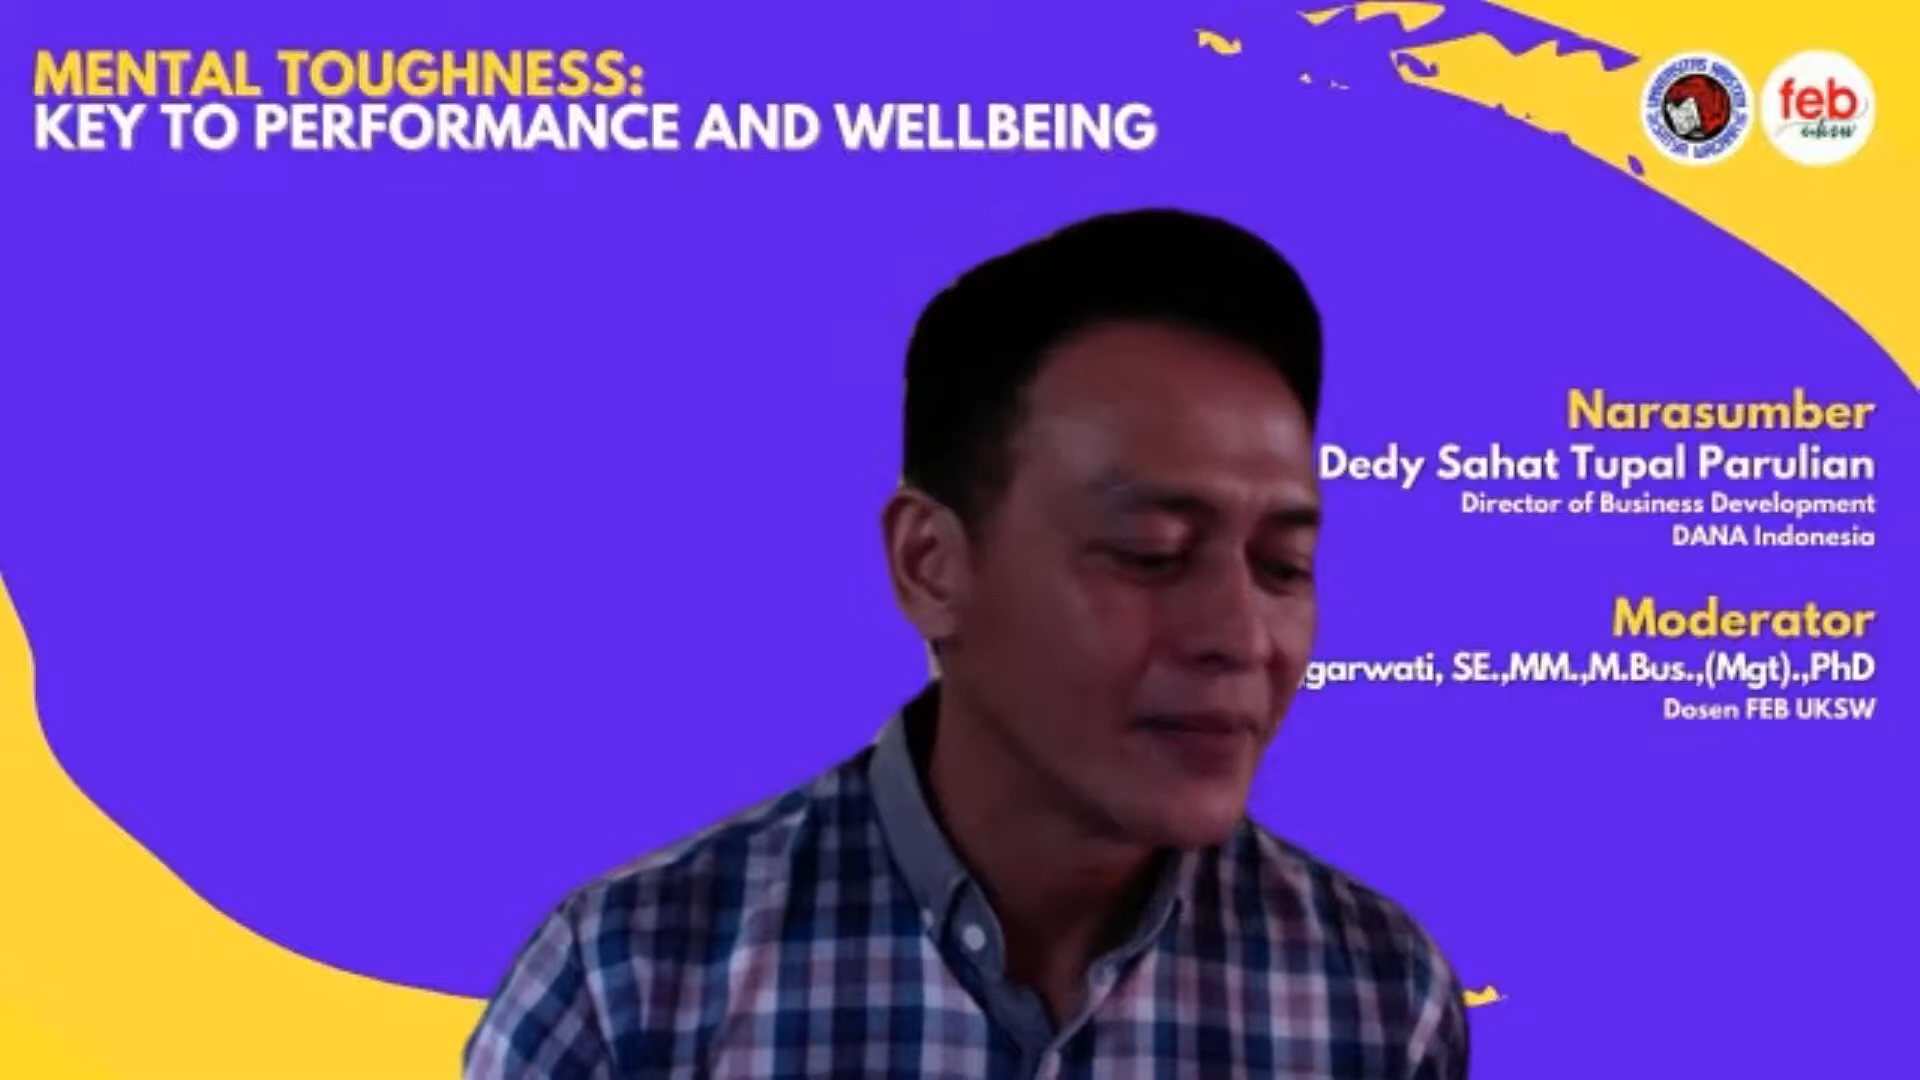 MENTAL TOUGHNESS:
KEY TO PERFORMANCE AND WELLBEING
feb
uksw
Narasumber
Dedy Sahat Tupal Parulian
Director of Business Development
DANA Indonesia
Moderator
garwati, SE.,MM.,M.Bus.,(Mgt).,PhD
Dosen FEB UKSW